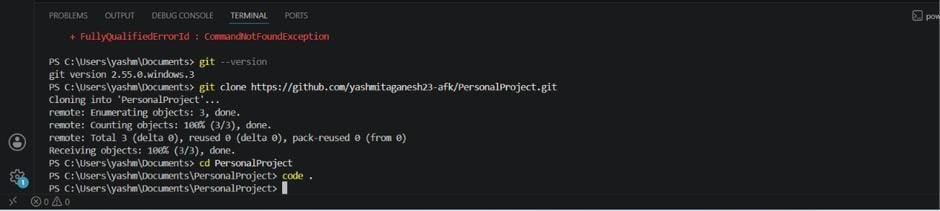 PROBLEMS OUTPUT DEBUG CONSOLE TERMINAL PORTS pow
+ FullyQualifiedErrorId : CommandNotFoundException
PS C:\Users\yashm\Documents> git --version
git version 2.55.0.windows.3
PS C:\Users\yashm\Documents> git clone https://github.com/yashmitaganesh23-afk/PersonalProject.git
Cloning into 'PersonalProject'...
remote: Enumerating objects: 3, done.
remote: Counting objects: 100% (3/3), done.
remote: Total 3 (delta 0), reused 0 (delta 0), pack-reused 0 (from 0)
Receiving objects: 100% (3/3), done.
PS C:\Users\yashm\Documents> cd PersonalProject
PS C:\Users\yashm\Documents\PersonalProject> code .
PS C:\Users\yashm\Documents\PersonalProject>
1
0 0